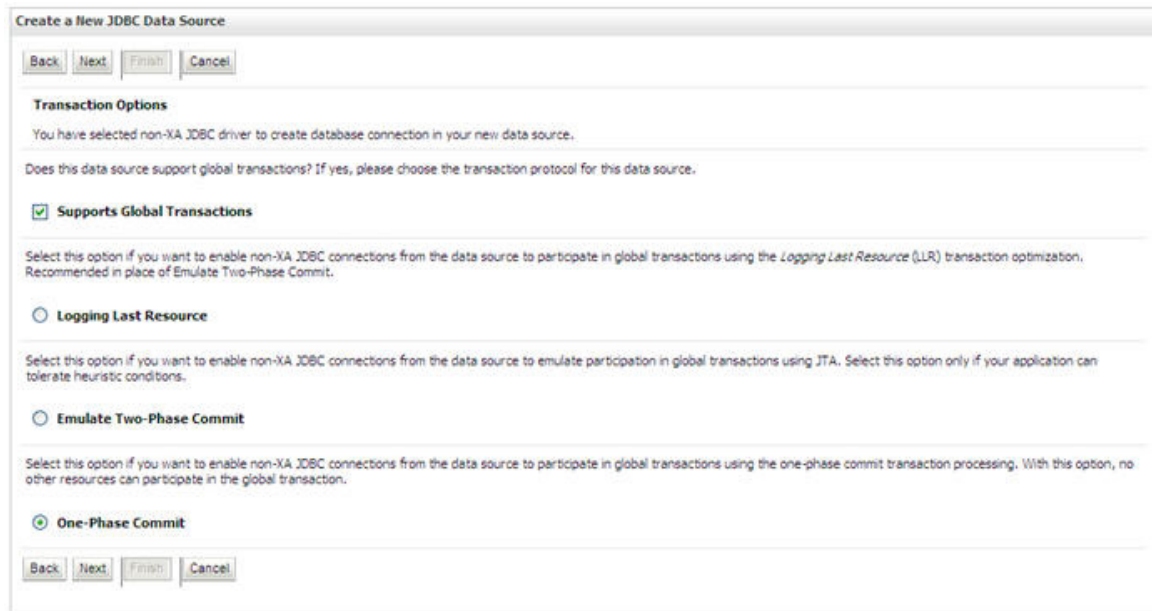 Create a New JDBC Data Source
Back Next Finish Cancel
Transaction Options
You have selected non-XA JDBC driver to create database connection in your new data source.
Does this data source support global transactions? If yes, please choose the transaction protocol for this data source.
Supports Global Transactions
Select this option if you want to enable non-XA JDBC connections from the data source to participate in global transactions using the Logging Last Resource (LLR) transaction optimization.
Recommended in place of Emulate Two-Phase Commit.
Logging Last Resource
Select this option if you want to enable non-XA JDBC connections from the data source to emulate participation in global transactions using JTA. Select this option only if your application can
tolerate heuristic conditions.
Emulate Two-Phase Commit
Select this option if you want to enable non-XA JDBC connections from the data source to participate in global transactions using the one-phase commit transaction processing. With this option, no
other resources can participate in the global transaction.
One-Phase Commit
Back Next Finish Cancel